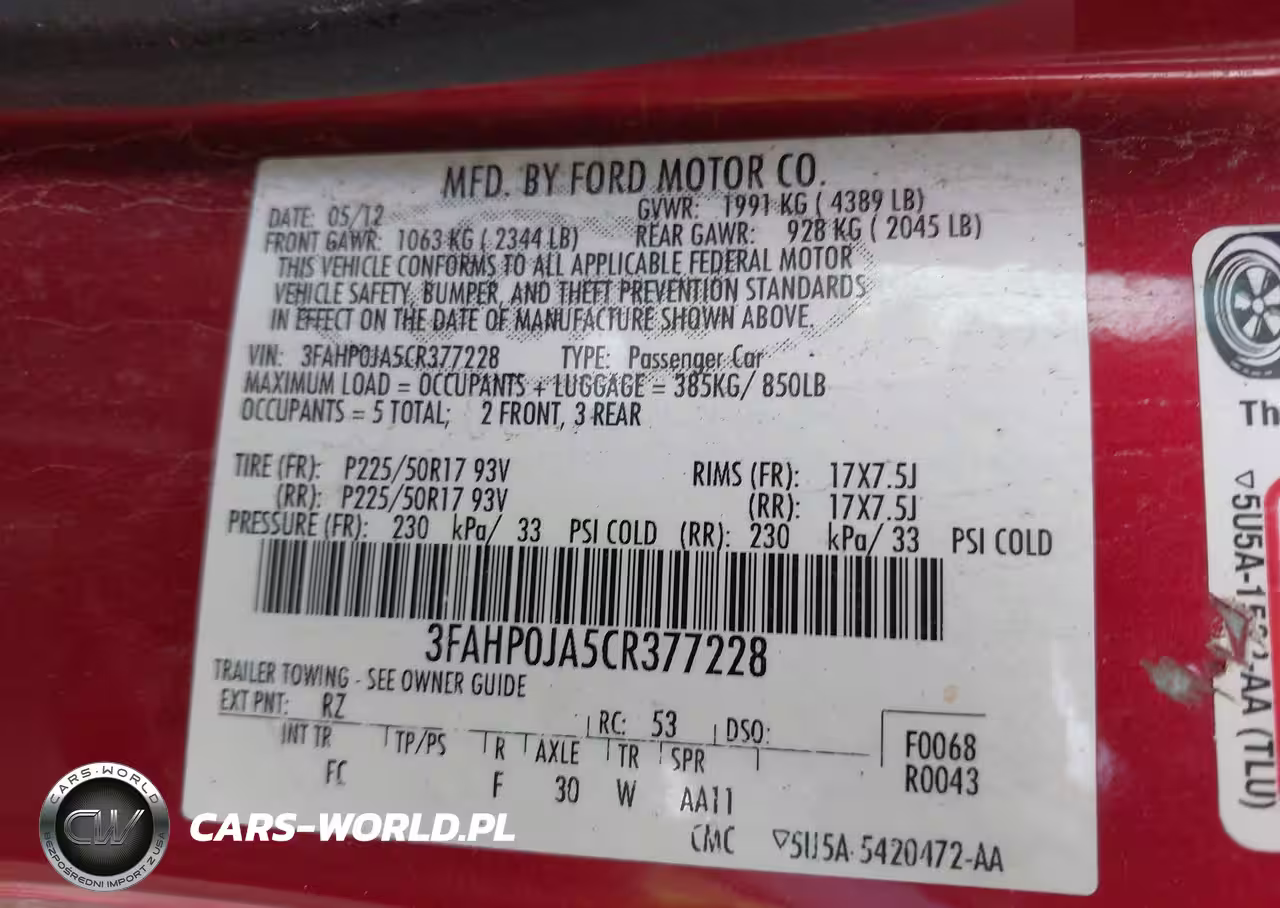 MFD. BY FORD MOTOR CO.
DATE: 05/12 GVWR: 1991 KG ( 4389 LB)
FRONT GAWR: 1063 KG ( 2344 LB) REAR GAWR: 928 KG ( 2045 LB)
THIS VEHICLE CONFORMS TO ALL APPLICABLE FEDERAL MOTOR
VEHICLE SAFETY, BUMPER, AND THEFT PREVENTION STANDARDS
IN EFFECT ON THE DATE OF MANUFACTURE SHOWN ABOVE.
VIN: 3FAHP0JA5CR377228 TYPE: Passenger Car
MAXIMUM LOAD = OCCUPANTS + LUGGAGE = 385KG/ 850LB
OCCUPANTS = 5 TOTAL; 2 FRONT, 3 REAR
TIRE (FR): P225/50R17 93V RIMS (FR): 17X7.5J
(RR): P225/50R17 93V (RR): 17X7.5J
PRESSURE (FR): 230 kPa/ 33 PSI COLD (RR): 230 kPa/ 33 PSI COLD
3FAHP0JA5CR377228
TRAILER TOWING - SEE OWNER GUIDE
EXT PNT: RZ RC: 53 DSO:
INT TR TP/PS R AXLE TR SPR F0068
FC F 30 W AA11 R0043
CMC ▽5U5A-5420472-AA
Th
(TLU)
CARS-WORLD
CW
BEZPOŚREDNI IMPORT Z USA
CARS-WORLD.PL